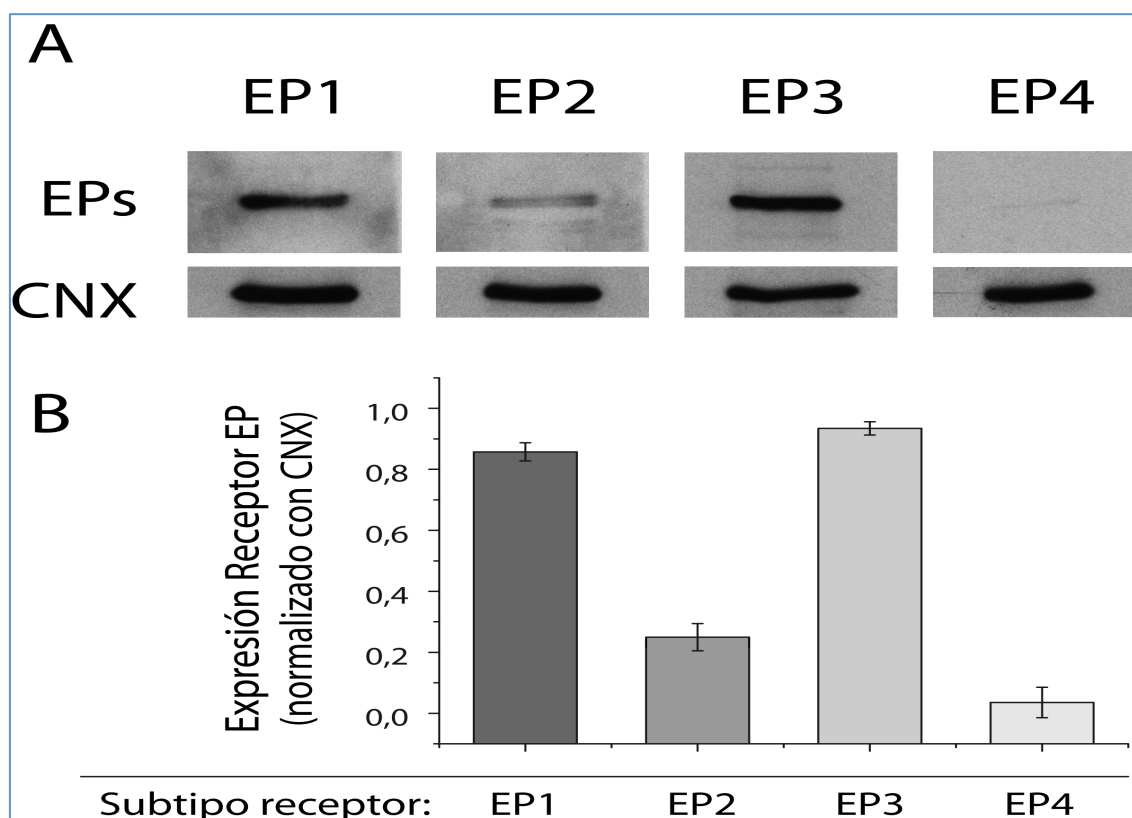 A
EP1 EP2 EP3 EP4
EPs
CNX
B
Expresión Receptor EP
(normalizado con CNX)
1,0
0,8
0,6
0,4
0,2
0,0
Subtipo receptor: EP1 EP2 EP3 EP4